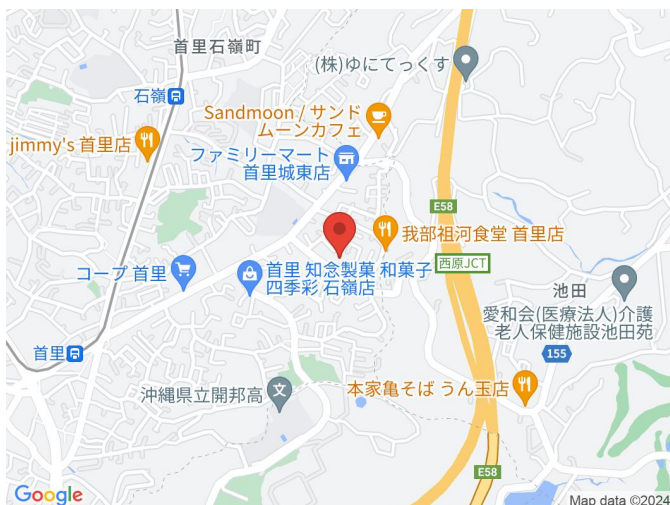 首里石嶺町
(株)ゆにてっくす
石嶺
Sandmoon / サンド
ムーンカフェ
jimmy's 首里店
ファミリーマート
首里城東店
E58
我部祖河食堂 首里店
西原JCT
コープ 首里
首里 知念製菓 和菓子
四季彩 石嶺店
池田
愛和会(医療法人)介護
老人保健施設池田苑
首里
155
沖縄県立開邦高
文
本家亀そば うん玉店
E58
Google
Map data ©2024